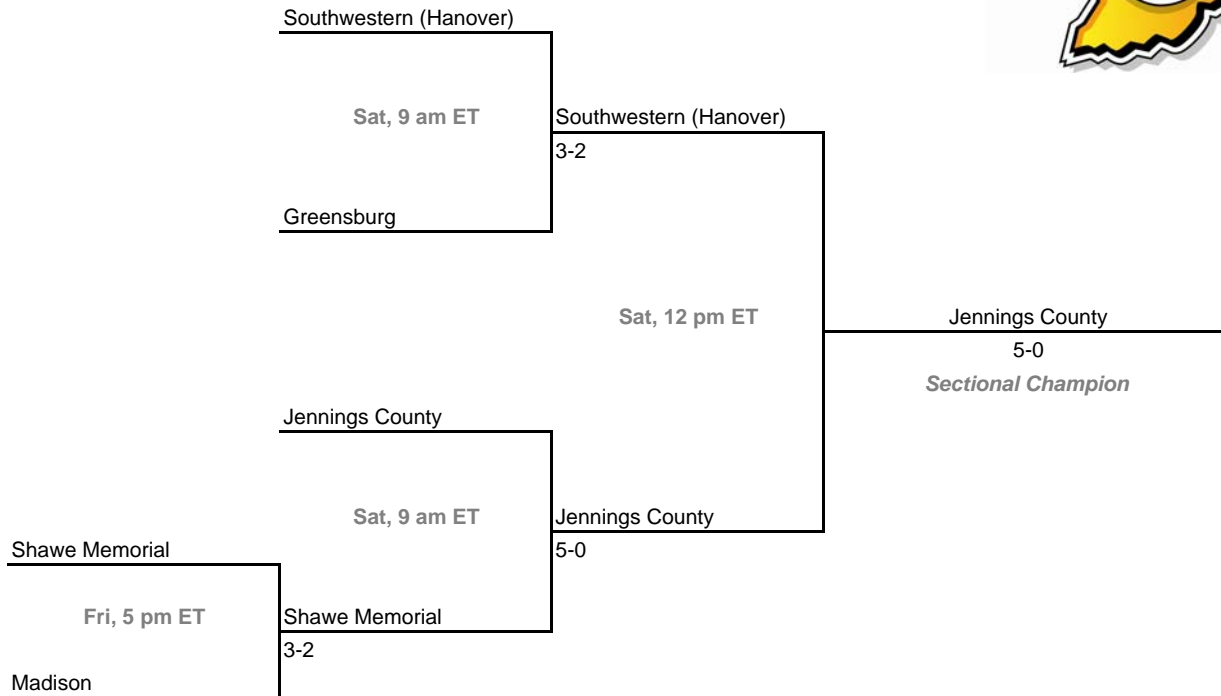 Southwestern (Hanover)
Sat, 9 am ET
Southwestern (Hanover)
3-2
Greensburg
Sat, 12 pm ET
Jennings County
5-0
Sectional Champion
Jennings County
Sat, 9 am ET
Jennings County
5-0
Shawe Memorial
Fri, 5 pm ET
Shawe Memorial
3-2
Madison